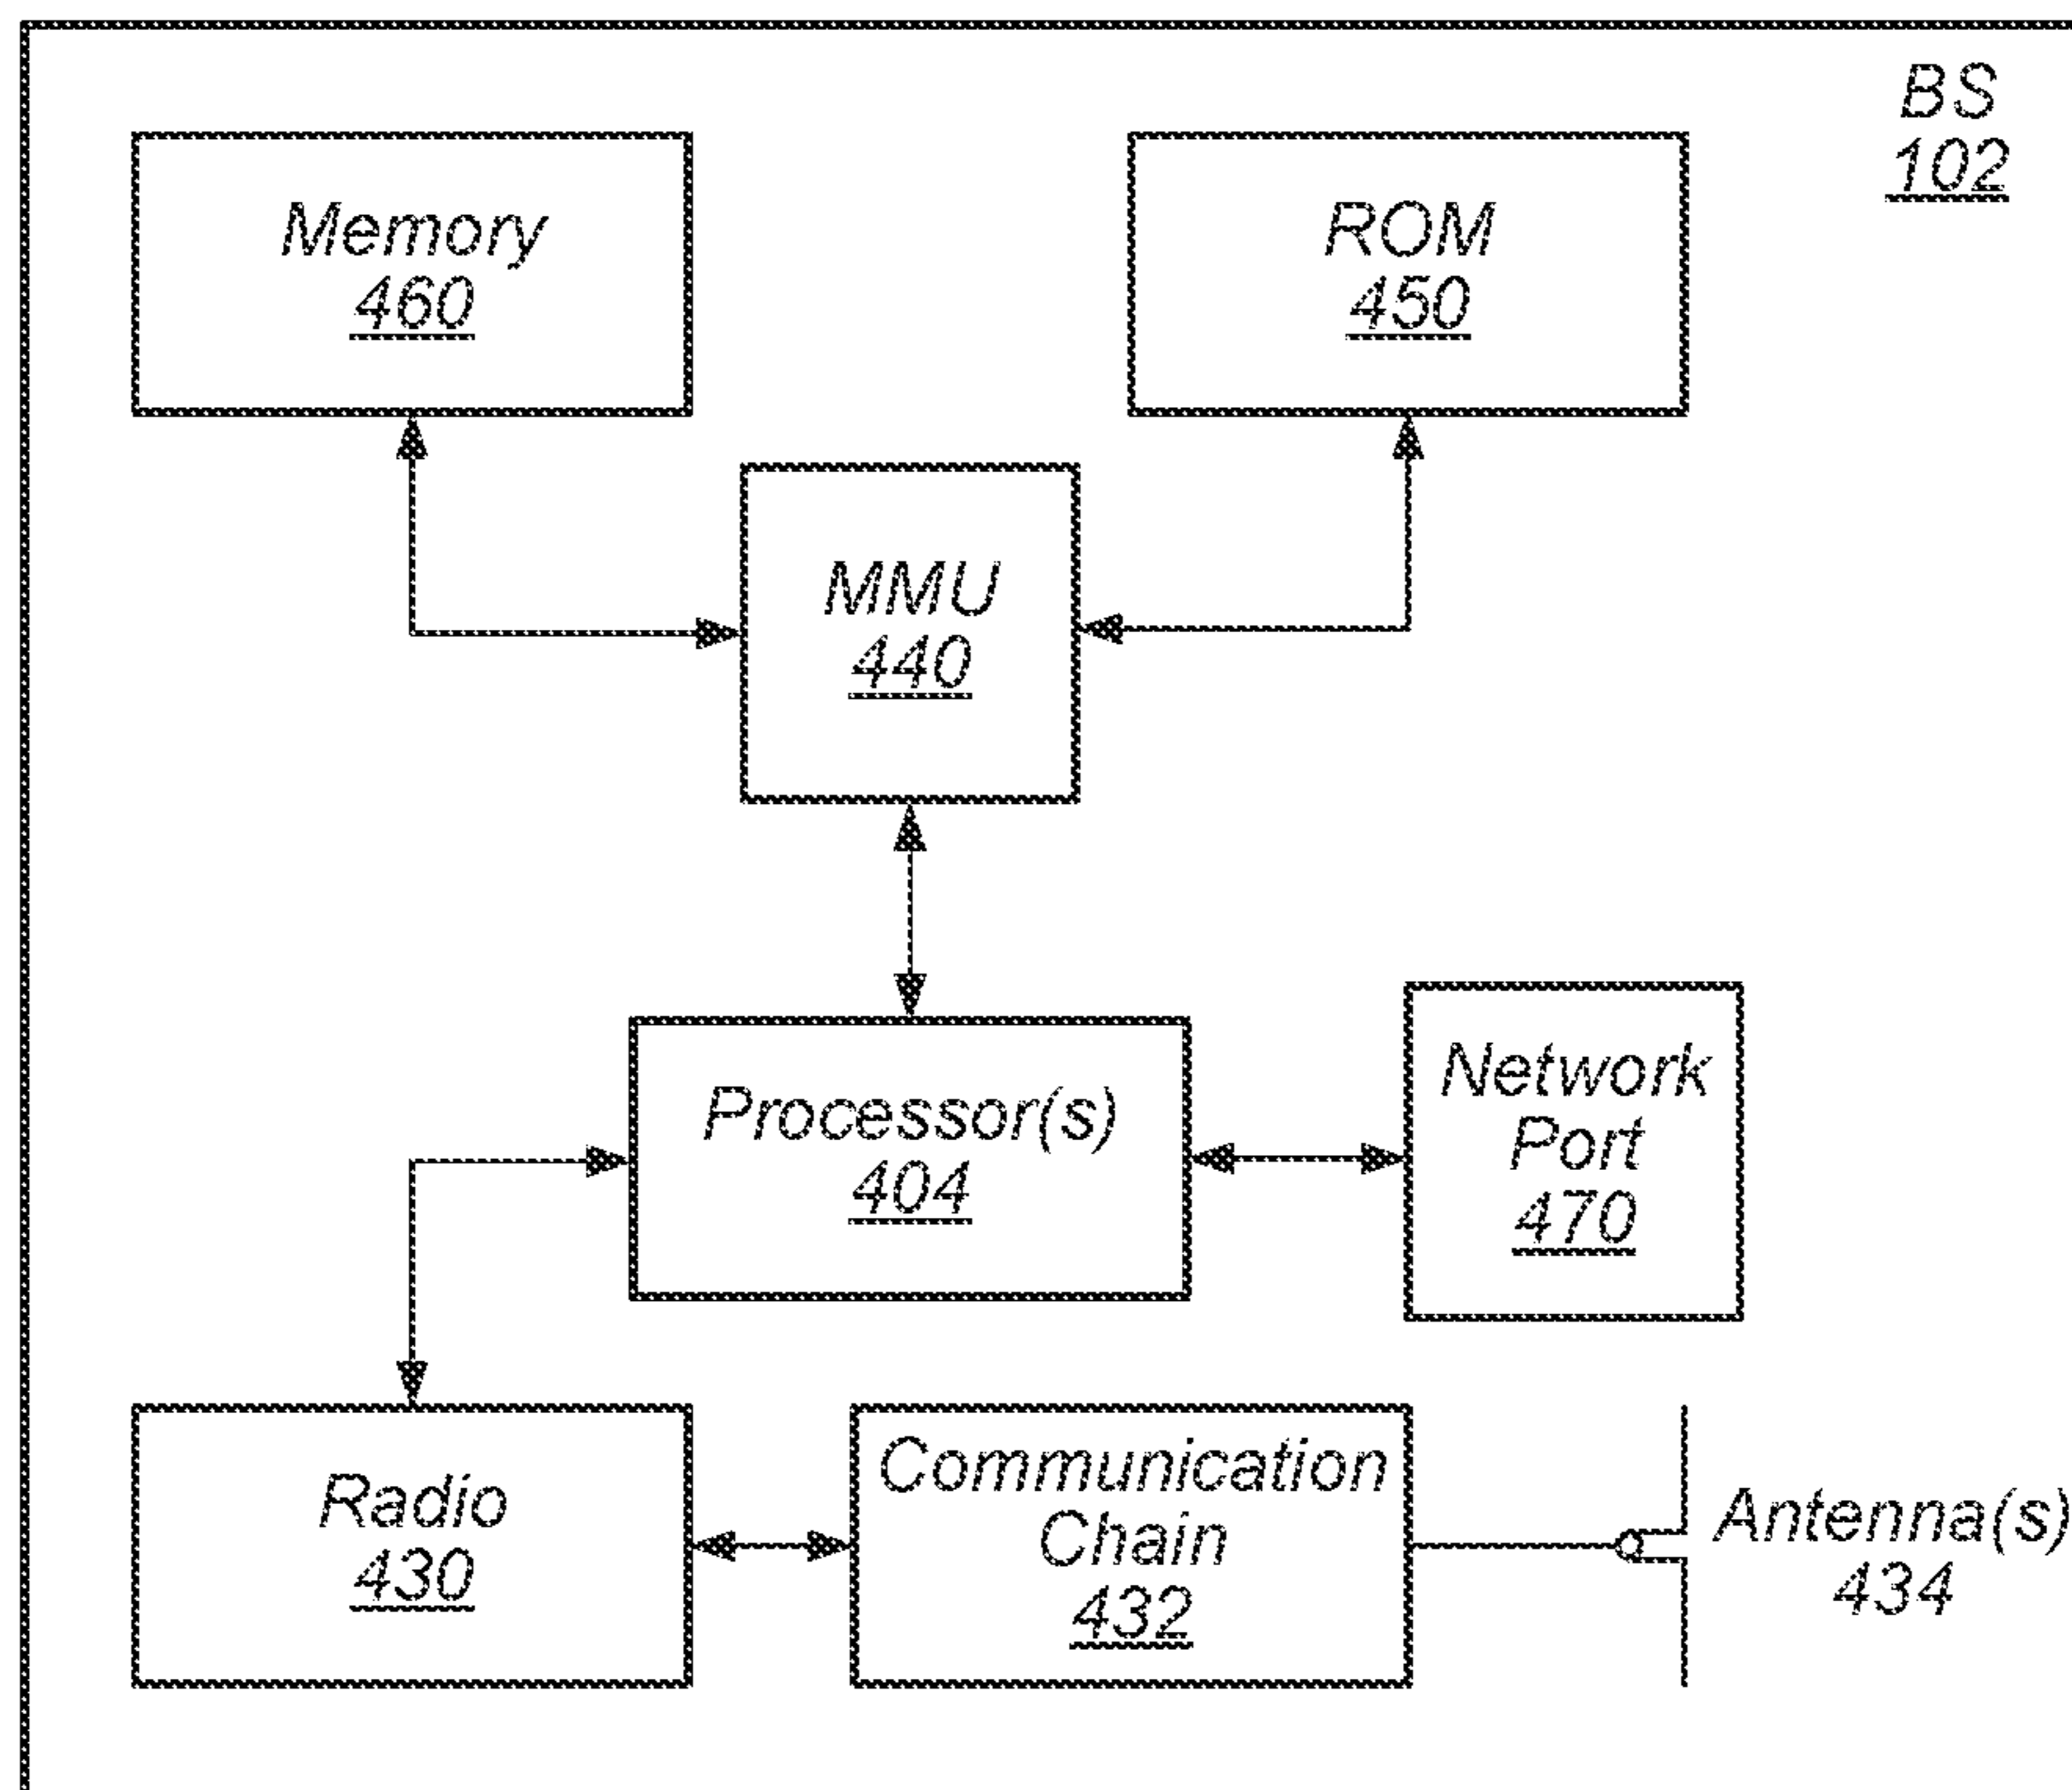 BS
102
Memory
460
ROM
450
MMU
440
Processor(s)
404
Network
Port
470
Radio
430
Communication
Chain
432
Antenna(s)
434